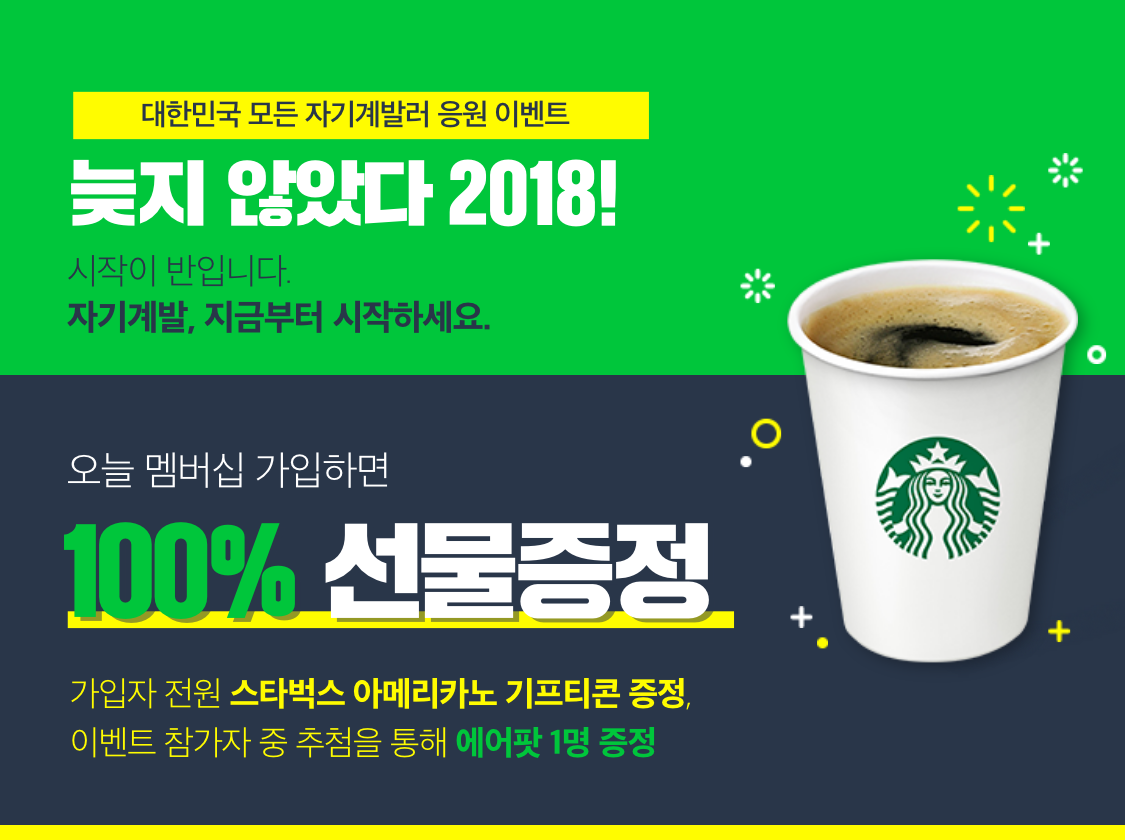 대한민국 모든 자기계발러 응원 이벤트
늦지 않았다 2018!
시작이 반입니다.
자기계발, 지금부터 시작하세요.
오늘 멤버십 가입하면
100% 선물증정
가입자 전원 스타벅스 아메리카노 기프티콘 증정,
이벤트 참가자 중 추첨을 통해 에어팟 1명 증정